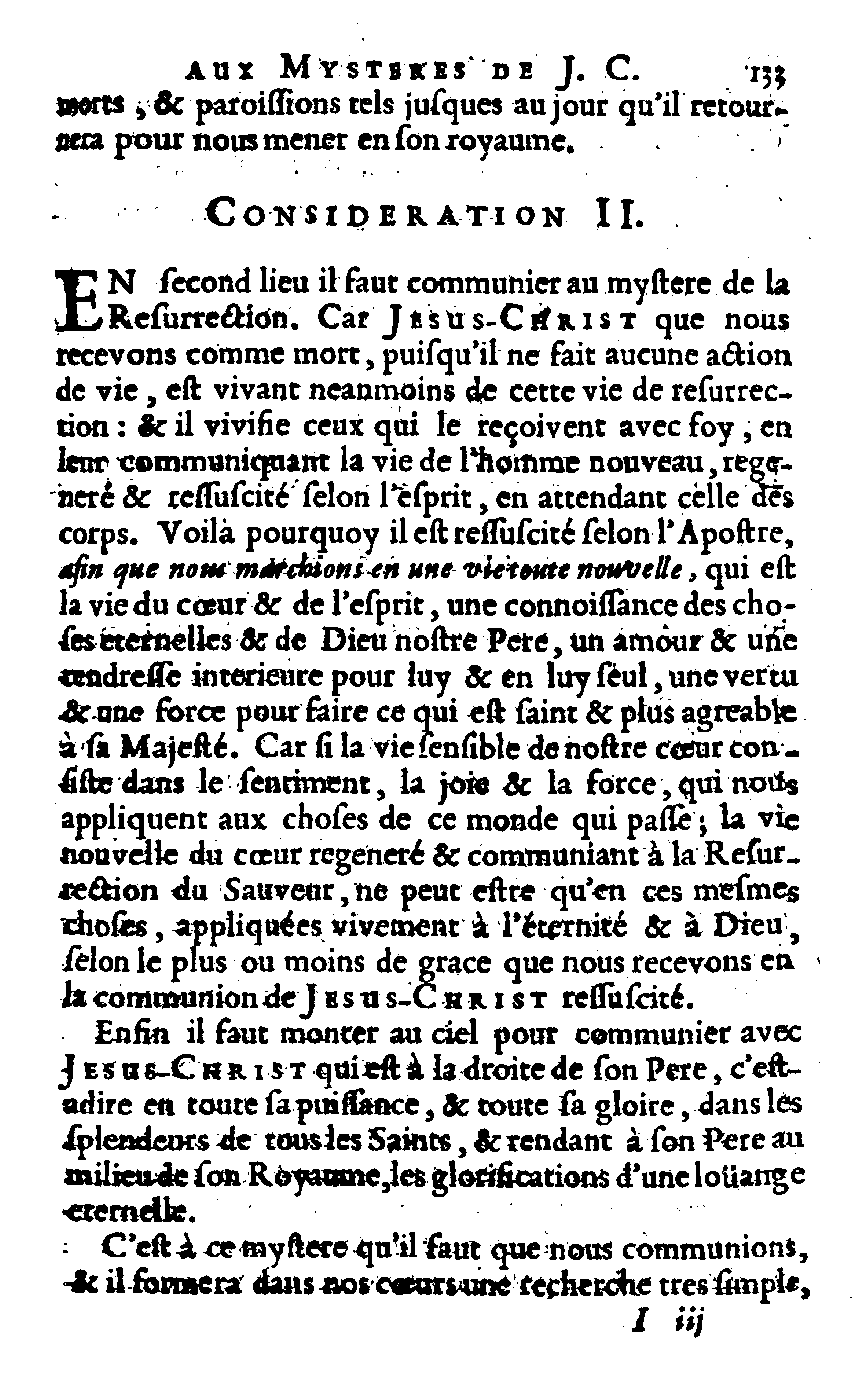 AUX MYSTERES DE J. C. 133
morts, & paroiſſions tels juſques au jour qu'il retour-
nera pour nous mener en ſon royaume.
CONSIDERATION II.
EN ſecond lieu il faut communier au myſtere de la
Reſurrection. Car JESUS-CHRIST que nous
recevons comme mort, puiſqu'il ne fait aucune action
de vie, eſt vivant neanmoins de cette vie de reſurrec-
tion : & il vivifie ceux qui le reçoivent avec foy, en
leur communiquant la vie de l'homme nouveau, rege-
neré & reſſuſcité ſelon l'eſprit, en attendant celle des
corps. Voilà pourquoy il eſt reſſuſcité ſelon l'Apoſtre,
afin que nous marchions en une vie toute nouvelle, qui eſt
la vie du cœur & de l'eſprit, une connoiſſance des cho-
ſes éternelles & de Dieu noſtre Pere, un amour & une
tendreſſe interieure pour luy & en luy ſeul, une vertu
& une force pour faire ce qui eſt ſaint & plus agreable
à ſa Majeſté. Car ſi la vie ſenſible de noſtre cœur con-
ſiſte dans le ſentiment, la joie & la force, qui nous
appliquent aux choſes de ce monde qui paſſe ; la vie
nouvelle du cœur regeneré & communiant à la Reſur-
rection du Sauveur, ne peut eſtre qu'en ces meſmes
choſes, appliquées vivement à l'éternité & à Dieu,
ſelon le plus ou moins de grace que nous recevons en
la communion de JESUS-CHRIST reſſuſcité.
Enfin il faut monter au ciel pour communier avec
JESUS-CHRIST qui eſt à la droite de ſon Pere, c'eſt-
adire en toute ſa puiſſance, & toute ſa gloire, dans les
ſplendeurs de tous les Saints, & rendant à ſon Pere au
milieu de ſon Royaume, les glorifications d'une loüange
eternelle.
C'eſt à ce myſtere qu'il faut que nous communions,
& il formera dans nos cœurs une recherche tres ſimple,
I iij